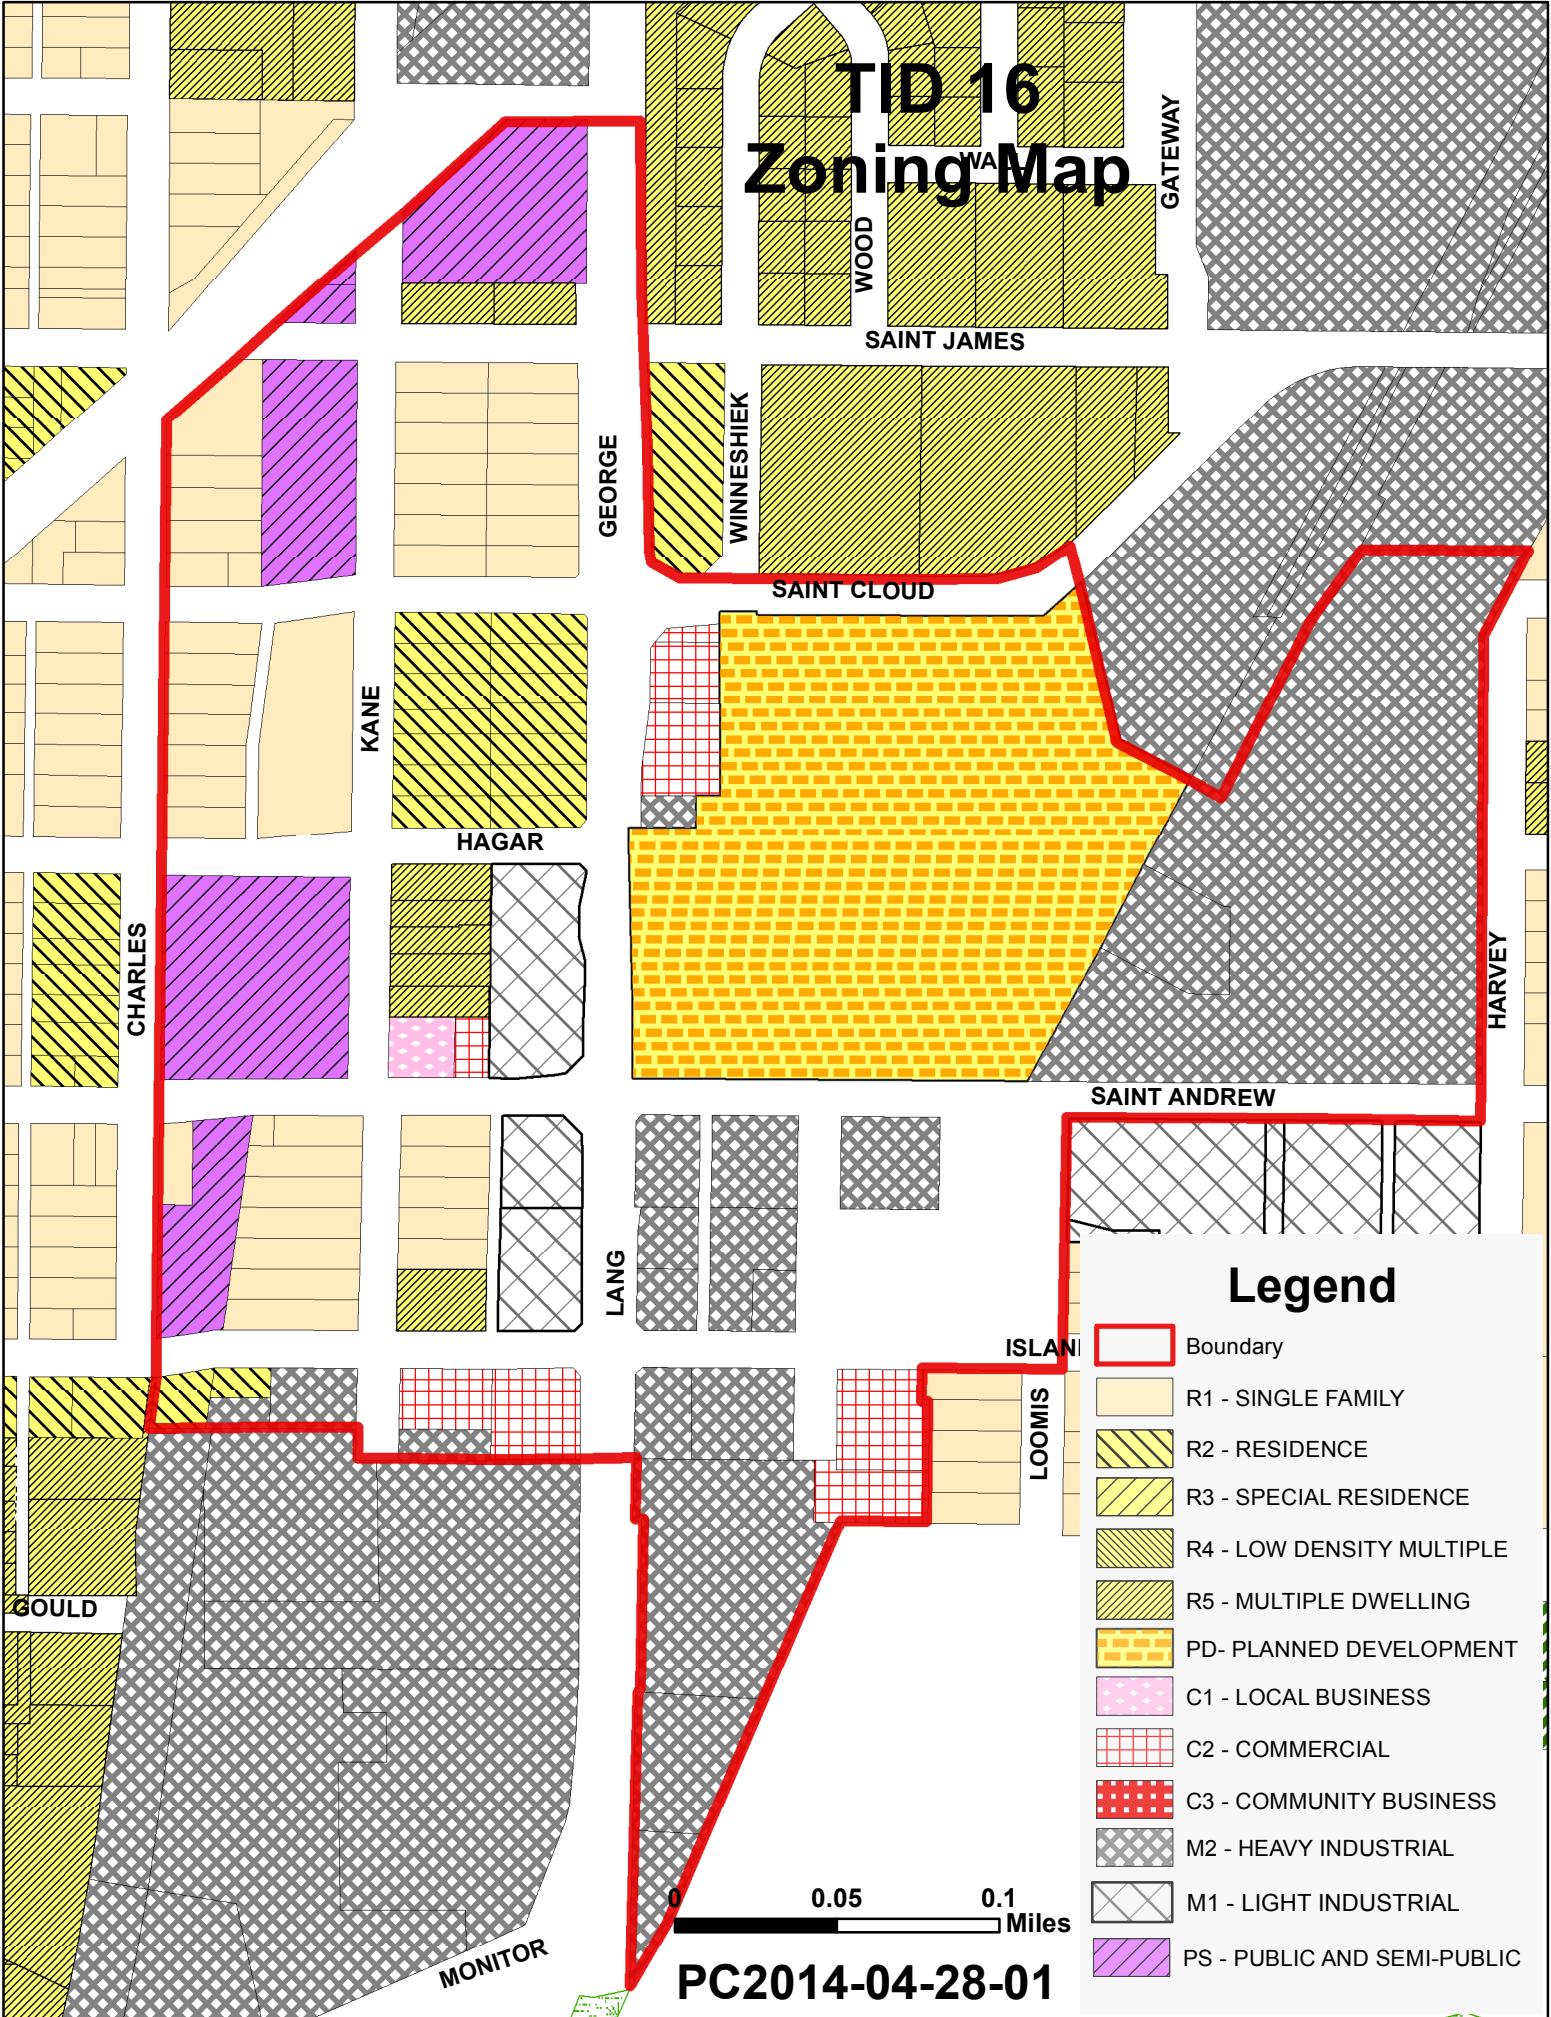 TID 16
Zoning Map
GATEWAY
WOOD
SAINT JAMES
GEORGE
WINNESHIEK
SAINT CLOUD
KANE
HAGAR
CHARLES
HARVEY
SAINT ANDREW
LANG
LOOMIS
GOULD
MONITOR
Legend
Boundary
R1 - SINGLE FAMILY
R2 - RESIDENCE
R3 - SPECIAL RESIDENCE
R4 - LOW DENSITY MULTIPLE
R5 - MULTIPLE DWELLING
PD- PLANNED DEVELOPMENT
C1 - LOCAL BUSINESS
C2 - COMMERCIAL
C3 - COMMUNITY BUSINESS
M2 - HEAVY INDUSTRIAL
M1 - LIGHT INDUSTRIAL
PS - PUBLIC AND SEMI-PUBLIC
0 0.05 0.1
Miles
PC2014-04-28-01